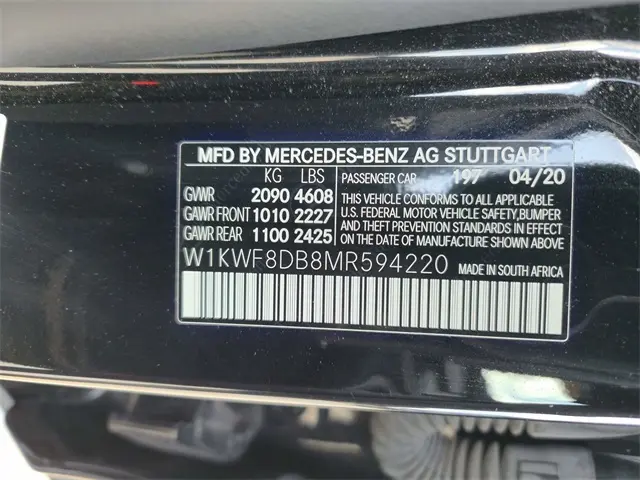 MFD BY MERCEDES-BENZ AG STUTTGART
KG LBS PASSENGER CAR 197 04/20
GVWR 2090 4608 THIS VEHICLE CONFORMS TO ALL APPLICABLE
GAWR FRONT 1010 2227 U.S. FEDERAL MOTOR VEHICLE SAFETY, BUMPER
AND THEFT PREVENTION STANDARDS IN EFFECT
GAWR REAR 1100 2425 ON THE DATE OF MANUFACTURE SHOWN ABOVE.
W1KWF8DB8MR594220 MADE IN SOUTH AFRICA